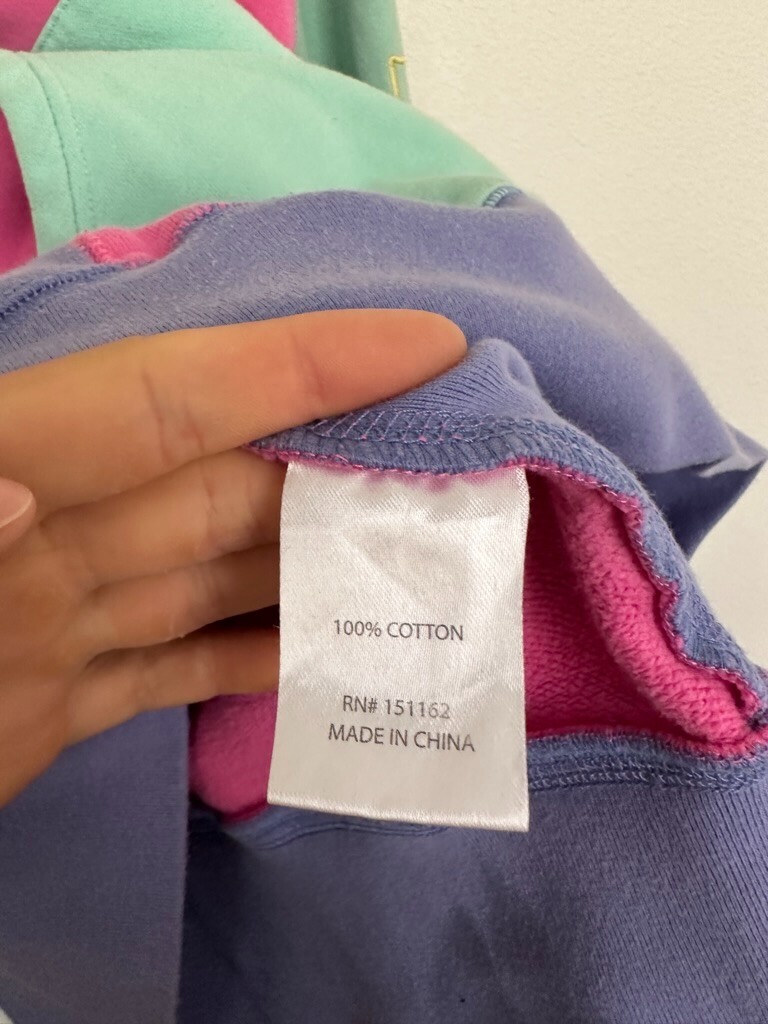 100% COTTON
RN# 151162
MADE IN CHINA